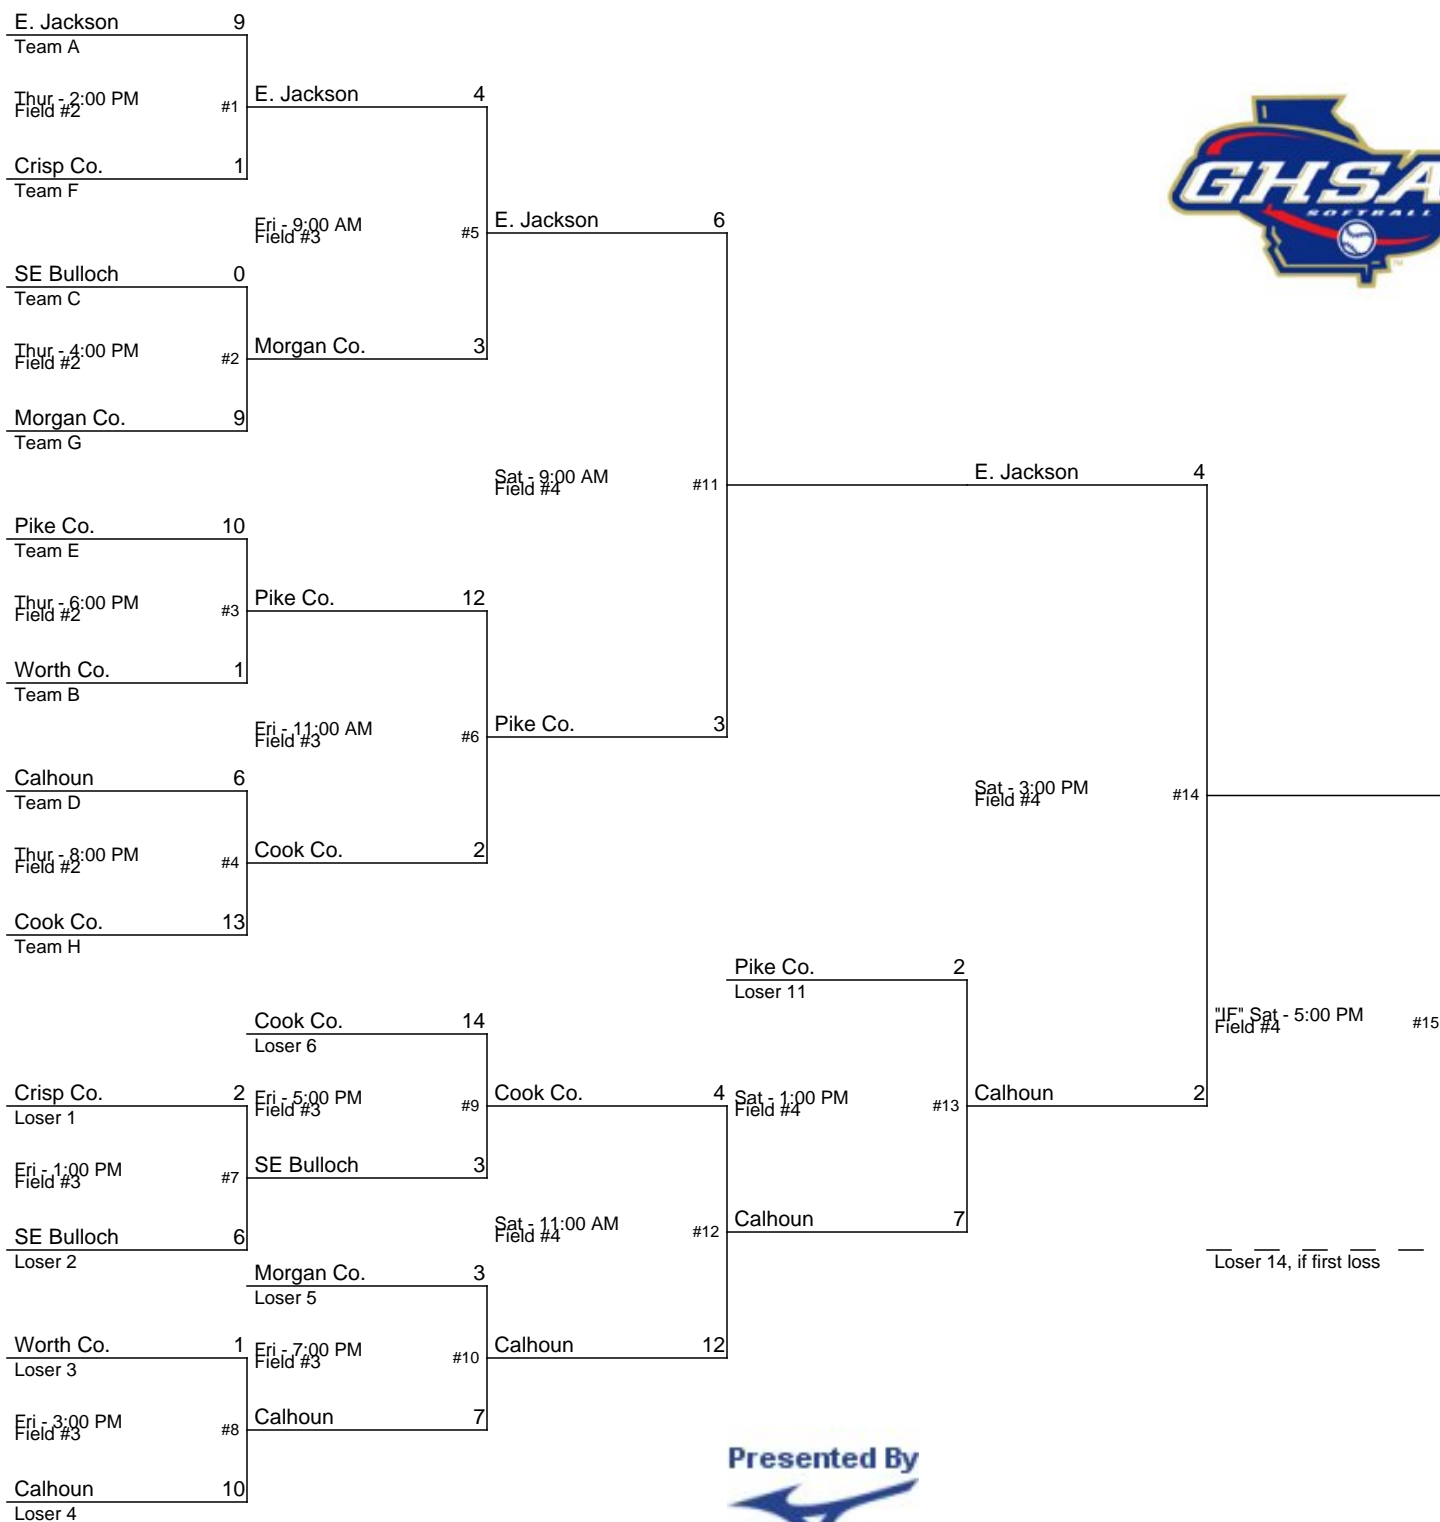 E. Jackson 9
Team A
Thur - 2:00 PM
Field #2
#1
Crisp Co. 1
Team F
E. Jackson 4
Fri - 9:00 AM
Field #3
#5
SE Bulloch 0
Team C
Thur - 4:00 PM
Field #2
#2
Morgan Co. 9
Team G
Morgan Co. 3
E. Jackson 6
Sat - 9:00 AM
Field #4
#11
Pike Co. 10
Team E
Thur - 6:00 PM
Field #2
#3
Worth Co. 1
Team B
Pike Co. 12
Fri - 11:00 AM
Field #3
#6
Pike Co. 3
Calhoun 6
Team D
Thur - 8:00 PM
Field #2
#4
Cook Co. 13
Team H
Cook Co. 2
GHSA
SOFTBALL
TM
E. Jackson 4
Sat - 3:00 PM
Field #4
#14
Calhoun 2
"IF" Sat - 5:00 PM
Field #4
#15
Loser 14, if first loss
Pike Co. 2
Loser 11
Sat - 1:00 PM
Field #4
#13
Calhoun 7
Cook Co. 14
Loser 6
Fri - 5:00 PM
Field #3
#9
SE Bulloch 3
Cook Co. 4
Sat - 11:00 AM
Field #4
#12
Calhoun 12
Crisp Co. 2
Loser 1
Fri - 1:00 PM
Field #3
#7
SE Bulloch 6
Loser 2
Morgan Co. 3
Loser 5
Fri - 7:00 PM
Field #3
#10
Calhoun 7
Worth Co. 1
Loser 3
Fri - 3:00 PM
Field #3
#8
Calhoun 10
Loser 4
Presented By